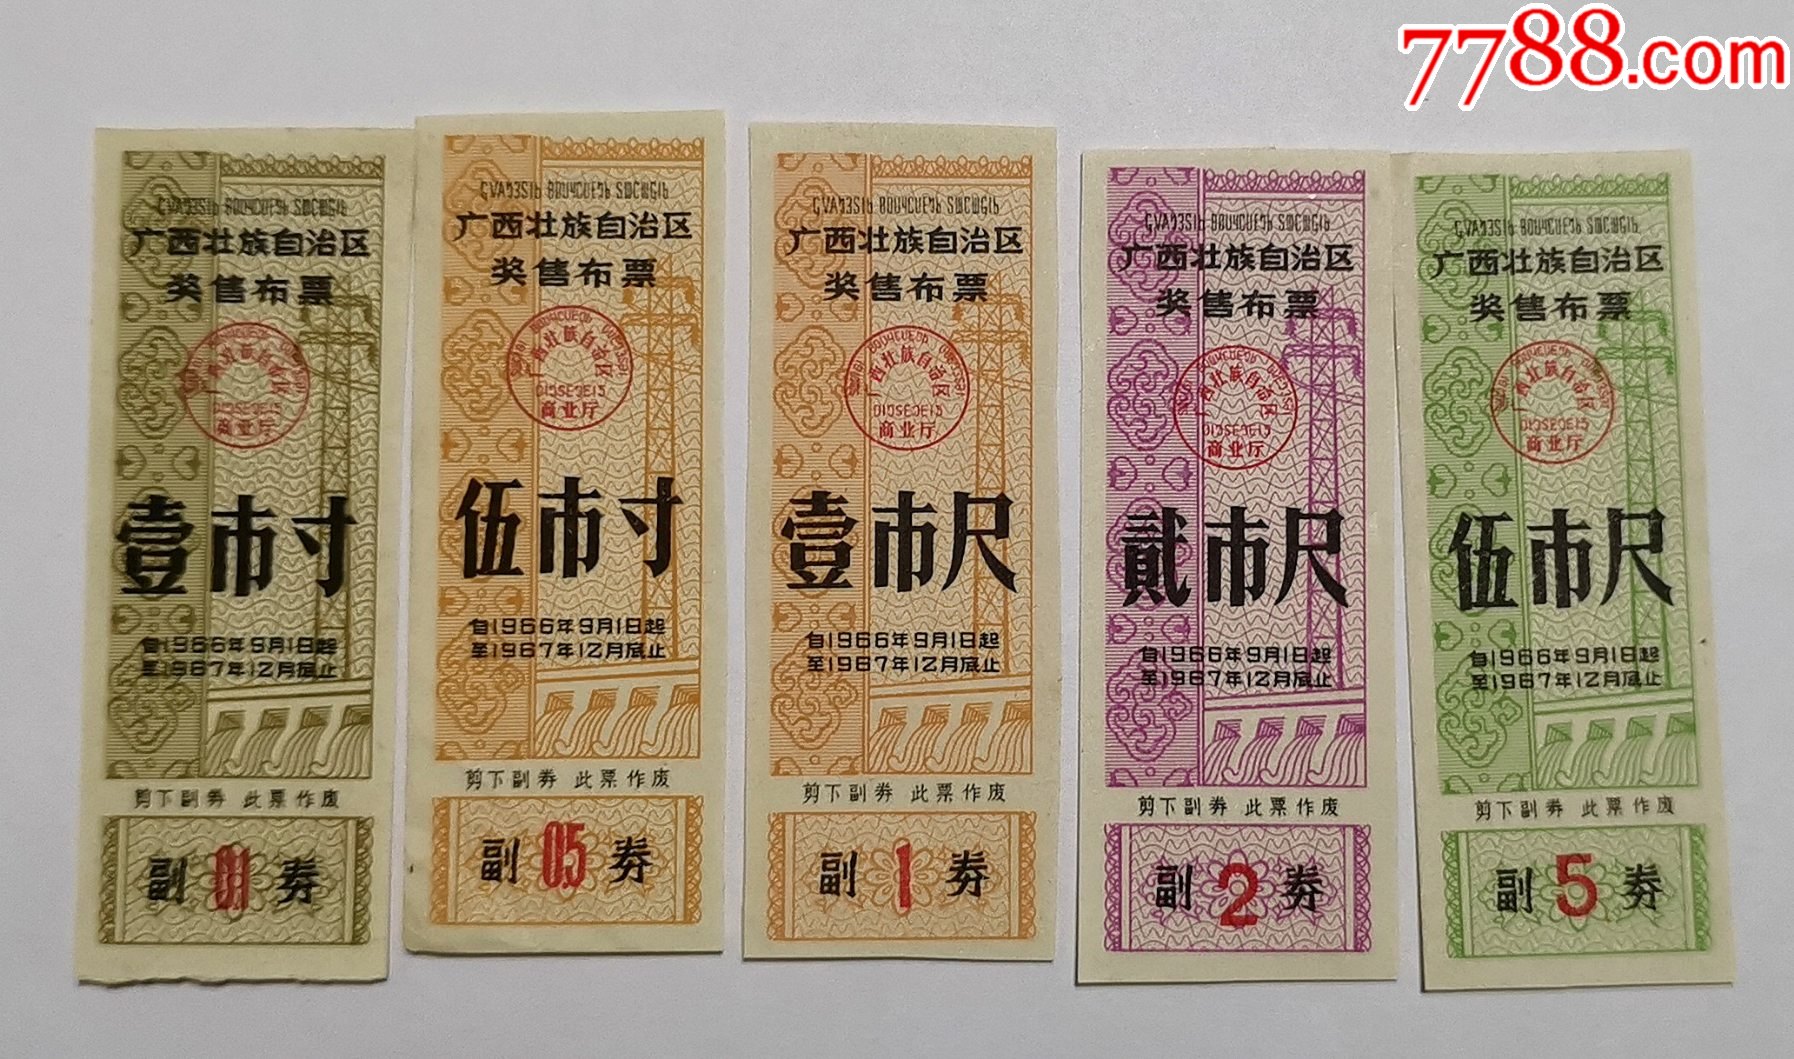 7788.com
广西壮族自治区
奖售布票
广西壮族自治区
商业厅
壹市寸
自1966年9月1日起
至1967年12月底止
剪下副券 此票作废
副 0.1 券
广西壮族自治区
奖售布票
广西壮族自治区
商业厅
伍市寸
自1966年9月1日起
至1967年12月底止
剪下副券 此票作废
副 0.5 券
广西壮族自治区
奖售布票
广西壮族自治区
商业厅
壹市尺
自1966年9月1日起
至1967年12月底止
剪下副券 此票作废
副 1 券
广西壮族自治区
奖售布票
广西壮族自治区
商业厅
贰市尺
自1966年9月1日起
至1967年12月底止
剪下副券 此票作废
副 2 券
广西壮族自治区
奖售布票
广西壮族自治区
商业厅
伍市尺
自1966年9月1日起
至1967年12月底止
剪下副券 此票作废
副 5 券